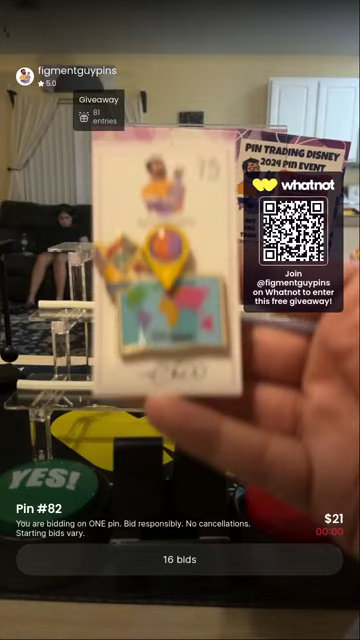 figmentguypins
5.0
Giveaway
81
entries
PIN TRADING DISNEY
2024 PIN EVENT
whatnot
Join
@figmentguypins
on Whatnot to enter
this free giveaway!
YES!
Pin #82
You are bidding on ONE pin. Bid responsibly. No cancellations.
Starting bids vary.
$21
00:00
16 bids